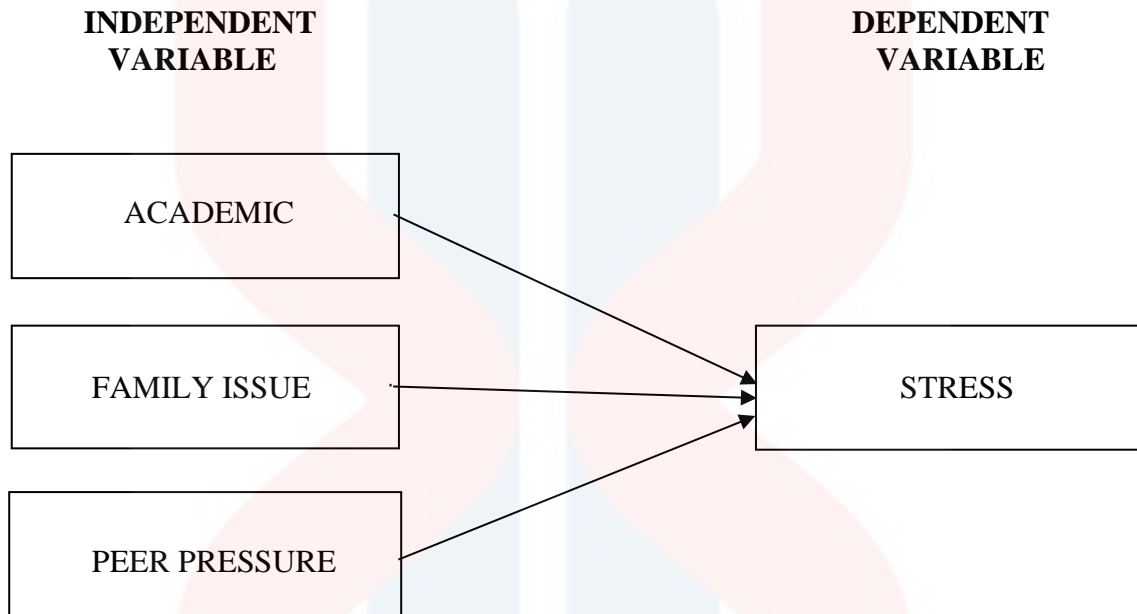 INDEPENDENT
VARIABLE
DEPENDENT
VARIABLE
ACADEMIC
FAMILY ISSUE
STRESS
PEER PRESSURE